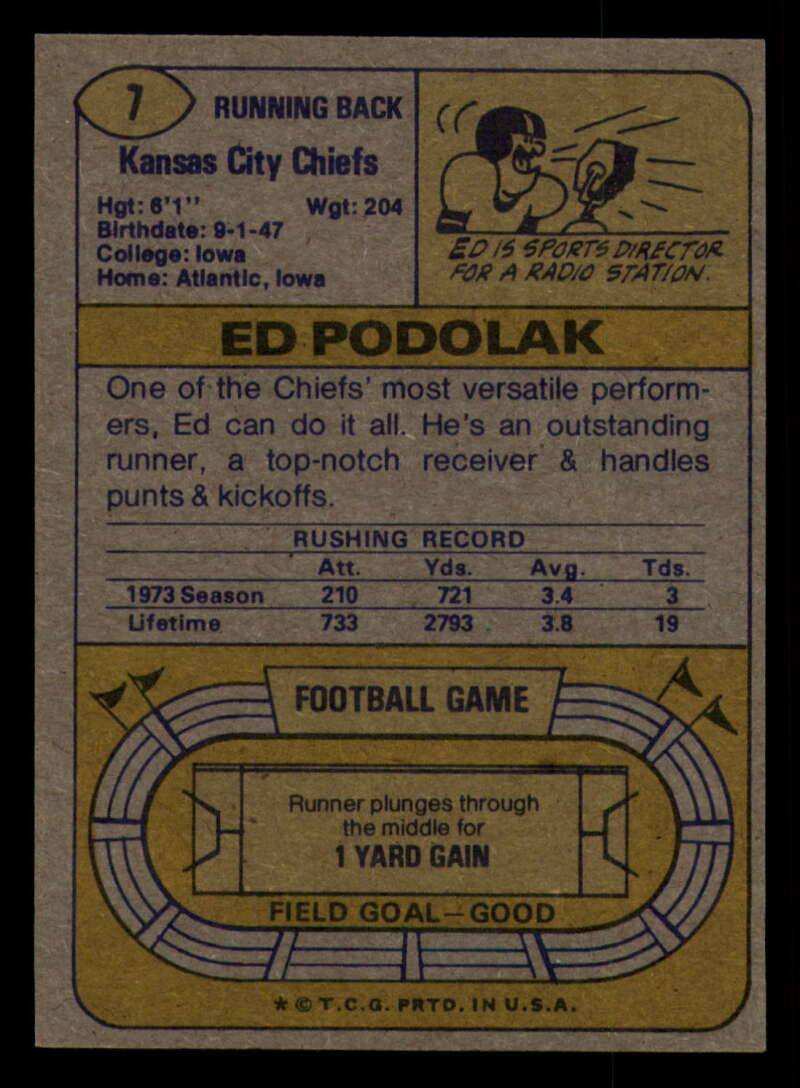 7
RUNNING BACK
Kansas City Chiefs
Hgt: 6'1" Wgt: 204
Birthdate: 9-1-47
College: Iowa
Home: Atlantic, Iowa
ED IS SPORTS DIRECTOR
FOR A RADIO STATION.
ED PODOLAK
One of the Chiefs' most versatile perform-
ers, Ed can do it all. He's an outstanding
runner, a top-notch receiver & handles
punts & kickoffs.
RUSHING RECORD
Att. Yds. Avg. Tds.
1973 Season 210 721 3.4 3
Lifetime 733 2793 3.8 19
FOOTBALL GAME
Runner plunges through
the middle for
1 YARD GAIN
FIELD GOAL—GOOD
* © T.C.G. PRTD. IN U.S.A.